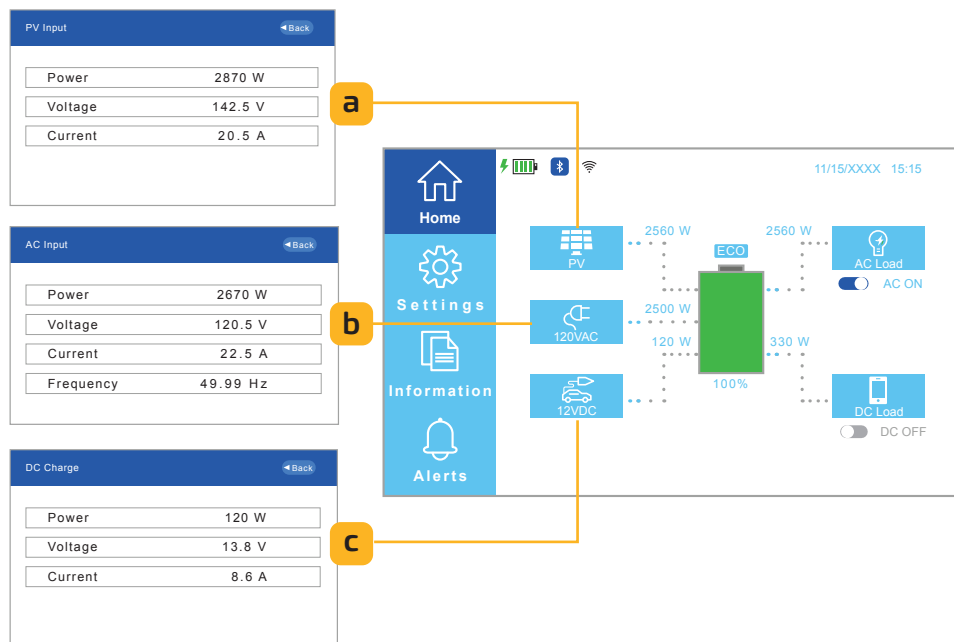 PV Input
Back
Power 2870 W
Voltage 142.5 V
Current 20.5 A
a
AC Input
Back
Power 2670 W
Voltage 120.5 V
Current 22.5 A
Frequency 49.99 Hz
b
DC Charge
Back
Power 120 W
Voltage 13.8 V
Current 8.6 A
c
Home
Settings
Information
Alerts
11/15/XXXX 15:15
2560 W
2560 W
PV
ECO
AC Load
AC ON
2500 W
120VAC
120 W
330 W
100%
12VDC
DC Load
DC OFF